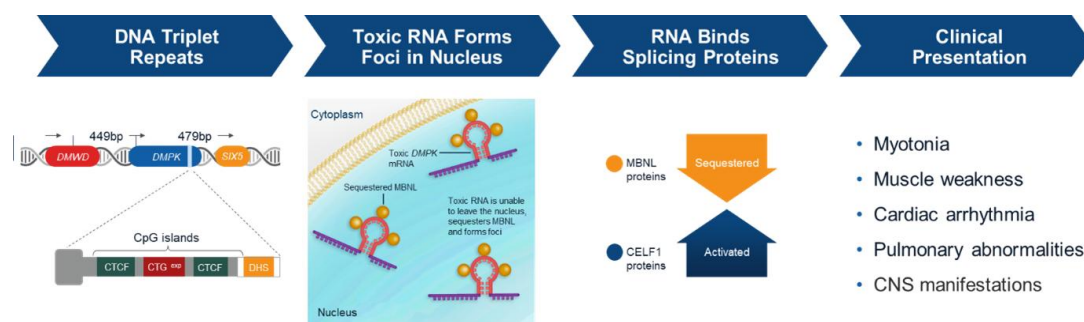 DNA Triplet
Repeats
Toxic RNA Forms
Foci in Nucleus
RNA Binds
Splicing Proteins
Clinical
Presentation
449bp
479bp
DMWD
DMPK
SIX5
CpG islands
CTCF
CTG exp
CTCF
DHS
Cytoplasm
Toxic DMPK
mRNA
Sequestered MBNL
Toxic RNA is unable
to leave the nucleus,
sequesters MBNL
and forms foci
Nucleus
MBNL
proteins
Sequestered
CELF1
proteins
Activated
• Myotonia
• Muscle weakness
• Cardiac arrhythmia
• Pulmonary abnormalities
• CNS manifestations